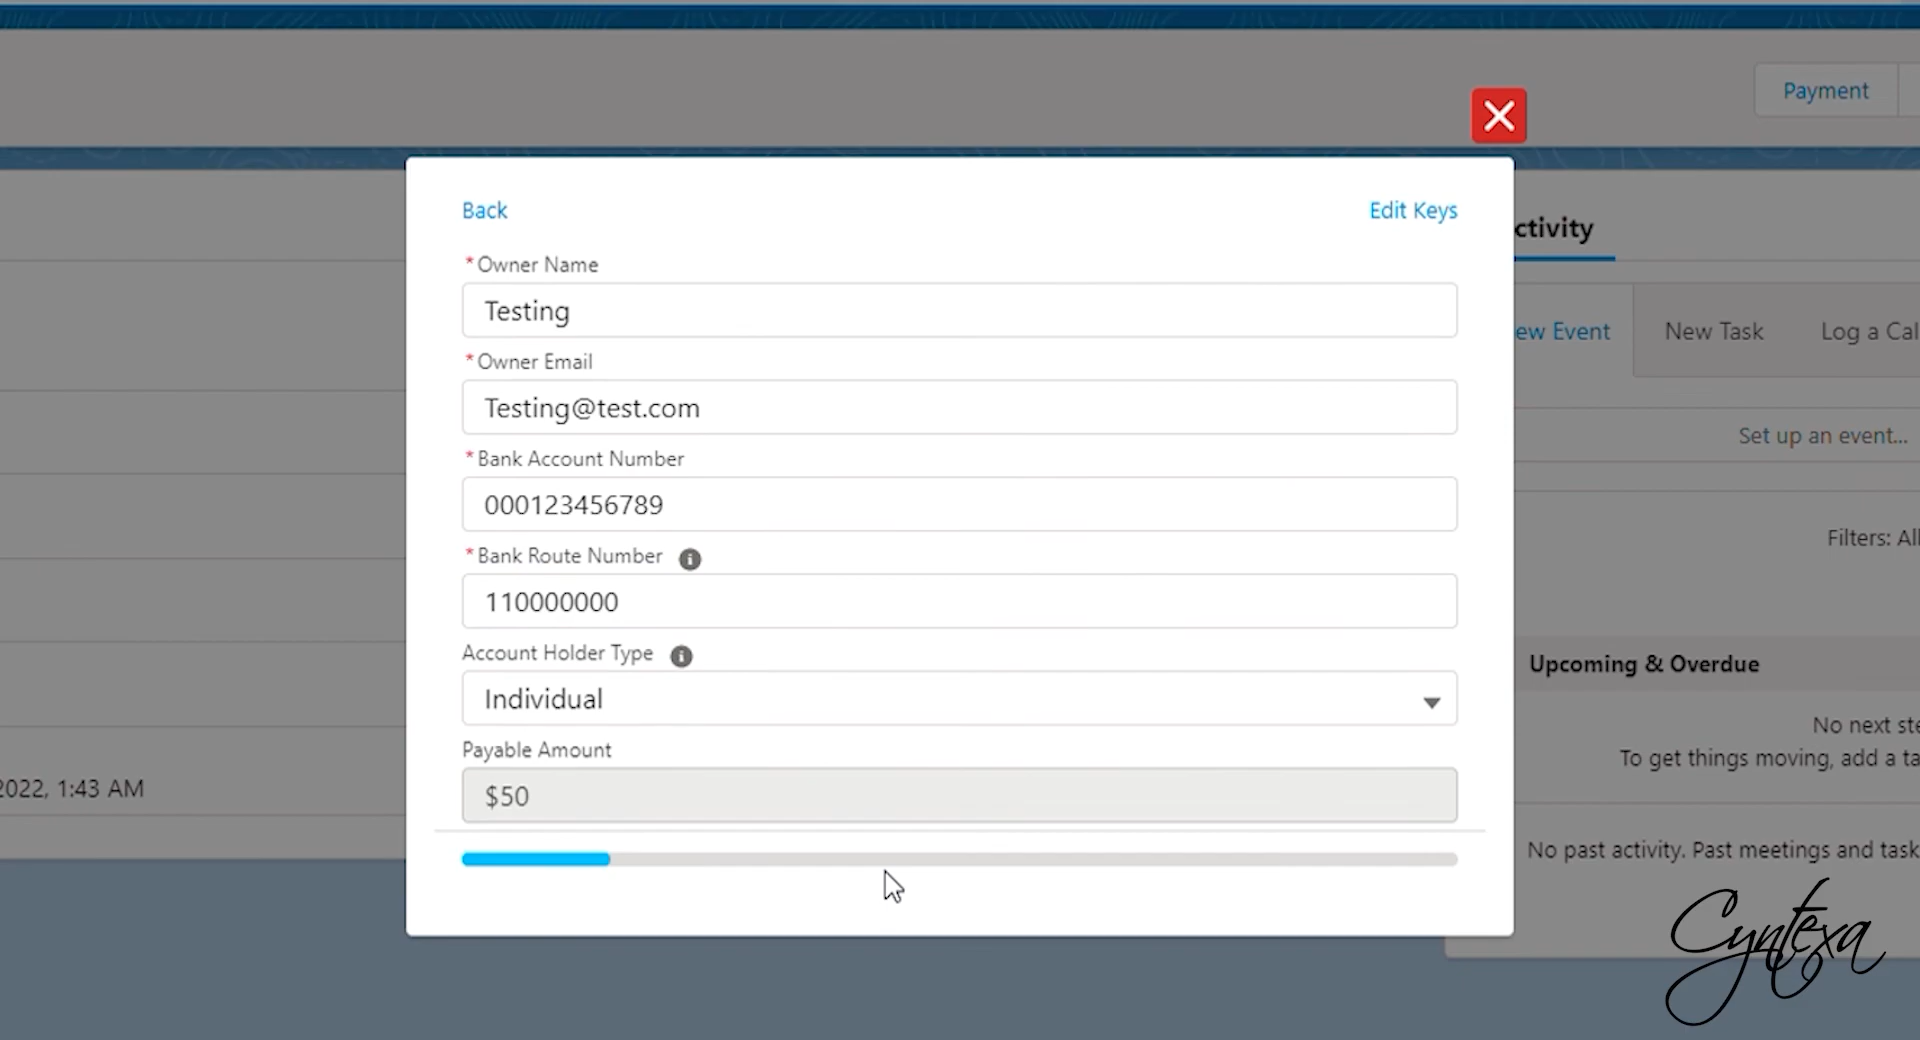 Payment
Back
Edit Keys
ctivity
*Owner Name
Testing
ew Event
New Task
Log a Cal
*Owner Email
Testing@test.com
Set up an event...
*Bank Account Number
000123456789
Filters: All
*Bank Route Number
110000000
Account Holder Type
Individual
Upcoming & Overdue
No next ste
To get things moving, add a ta
Payable Amount
$50
2022, 1:43 AM
No past activity. Past meetings and task
Cyntexa